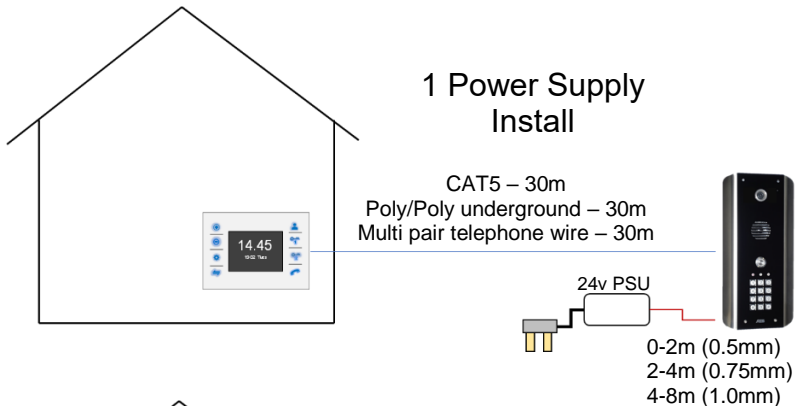 1 Power Supply
Install
CAT5 – 30m
Poly/Poly underground – 30m
Multi pair telephone wire – 30m
14.45
24v PSU
0-2m (0.5mm)
2-4m (0.75mm)
4-8m (1.0mm)